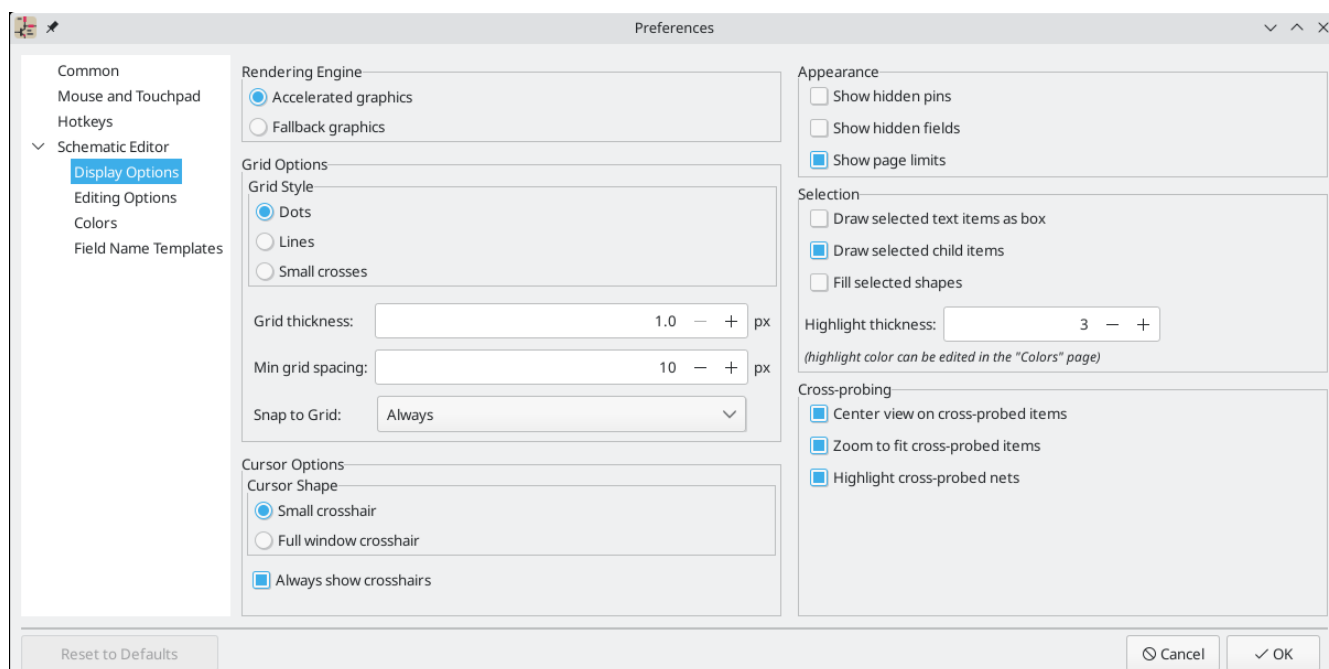 Preferences
Common
Mouse and Touchpad
Hotkeys
Schematic Editor
Display Options
Editing Options
Colors
Field Name Templates
Rendering Engine
Accelerated graphics
Fallback graphics
Grid Options
Grid Style
Dots
Lines
Small crosses
Grid thickness: 1.0 − + px
Min grid spacing: 10 − + px
Snap to Grid: Always
Cursor Options
Cursor Shape
Small crosshair
Full window crosshair
Always show crosshairs
Appearance
Show hidden pins
Show hidden fields
Show page limits
Selection
Draw selected text items as box
Draw selected child items
Fill selected shapes
Highlight thickness: 3 − +
(highlight color can be edited in the "Colors" page)
Cross-probing
Center view on cross-probed items
Zoom to fit cross-probed items
Highlight cross-probed nets
Reset to Defaults
Cancel
OK